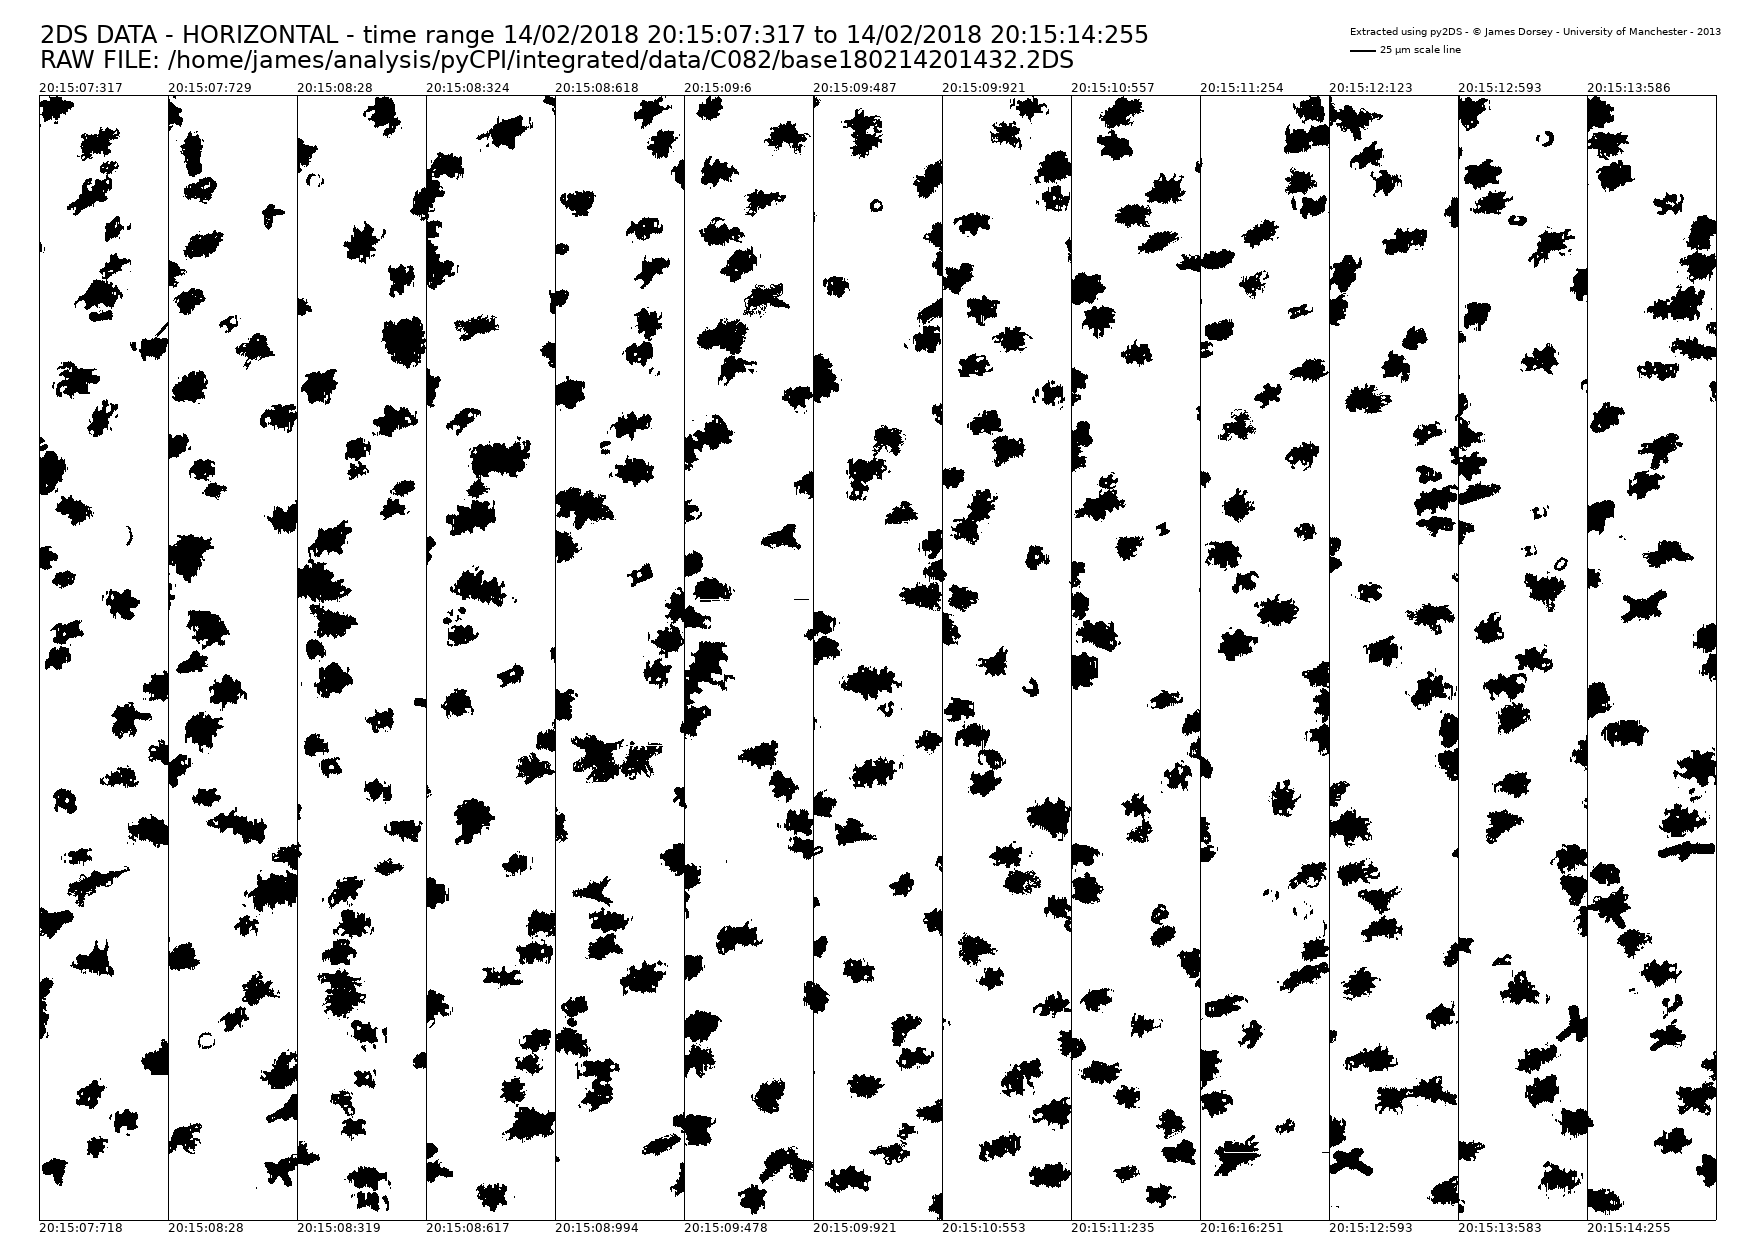 2DS DATA - HORIZONTAL - time range 14/02/2018 20:15:07:317 to 14/02/2018 20:15:14:255
RAW FILE: /home/james/analysis/pyCPI/integrated/data/C082/base180214201432.2DS
Extracted using py2DS - © James Dorsey - University of Manchester - 2013
25 µm scale line
20:15:07:317 20:15:07:729 20:15:08:28 20:15:08:324 20:15:08:618 20:15:09:6 20:15:09:487 20:15:09:921 20:15:10:557 20:15:11:254 20:15:12:123 20:15:12:593 20:15:13:586
20:15:07:718 20:15:08:28 20:15:08:319 20:15:08:617 20:15:08:994 20:15:09:478 20:15:09:921 20:15:10:553 20:15:11:235 20:16:16:251 20:15:12:593 20:15:13:583 20:15:14:255